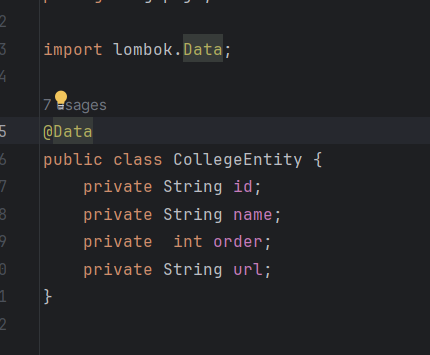 2
3 import lombok.Data;
4
7 usages
5 @Data
6 public class CollegeEntity {
7 private String id;
8 private String name;
9 private  int order;
0 private String url;
1 }
2